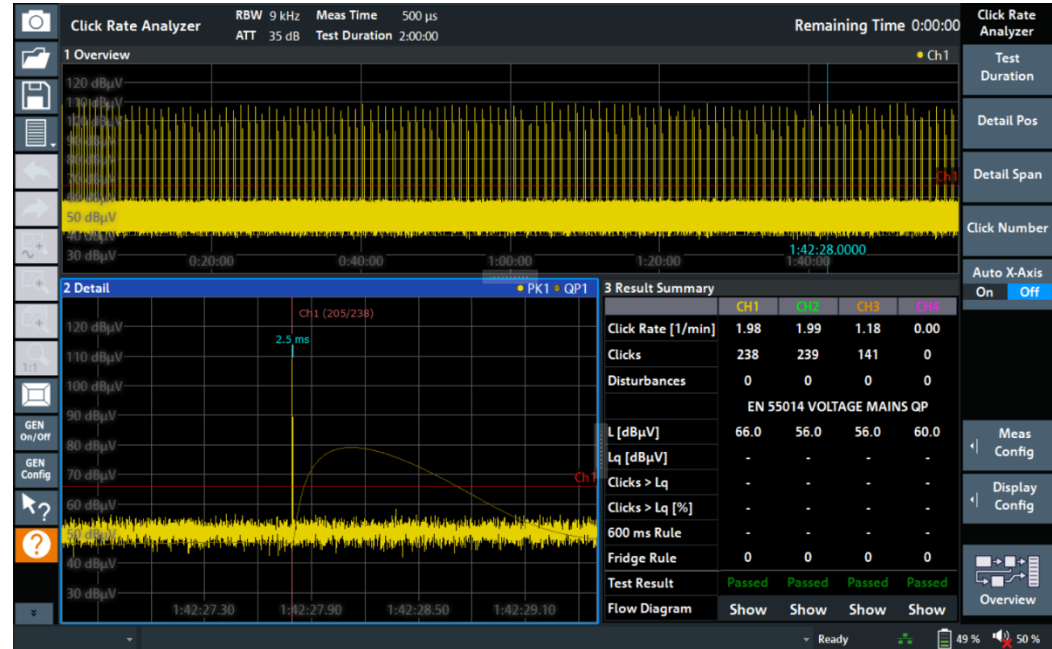 Click Rate Analyzer
RBW 9 kHz Meas Time 500 µs
ATT 35 dB Test Duration 2:00:00
Remaining Time 0:00:00
Click Rate Analyzer
1 Overview
Ch1
120 dBµV
50 dBµV
40 dBµV
30 dBµV
Ch1
1:42:28.0000
0:20:00 0:40:00 1:00:00 1:20:00 1:40:00
Test Duration
Detail Pos
Detail Span
Click Number
Auto X-Axis
On Off
1:1
GEN
On/Off
GEN
Config
2 Detail
PK1 QP1
Ch1 (205/238)
2.5 ms
120 dBµV
110 dBµV
100 dBµV
90 dBµV
80 dBµV
70 dBµV
Ch1
60 dBµV
40 dBµV
30 dBµV
1:42:27.30 1:42:27.90 1:42:28.50 1:42:29.10
3 Result Summary
CH1 CH2 CH3 CH4
Click Rate [1/min] 1.98 1.99 1.18 0.00
Clicks 238 239 141 0
Disturbances 0 0 0 0
EN 55014 VOLTAGE MAINS QP
L [dBµV] 66.0 56.0 56.0 60.0
Lq [dBµV] - - - -
Clicks > Lq - - - -
Clicks > Lq [%] - - - -
600 ms Rule - - - -
Fridge Rule 0 0 0 0
Test Result Passed Passed Passed Passed
Flow Diagram Show Show Show Show
Meas
Config
Display
Config
Overview
Ready
49 %
50 %